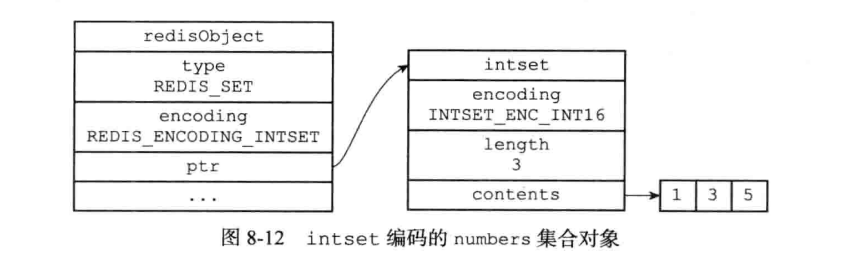 redisObject
type
REDIS_SET
encoding
REDIS_ENCODING_INTSET
ptr
...
intset
encoding
INTSET_ENC_INT16
length
3
contents
1 3 5
图 8-12 intset 编码的 numbers 集合对象